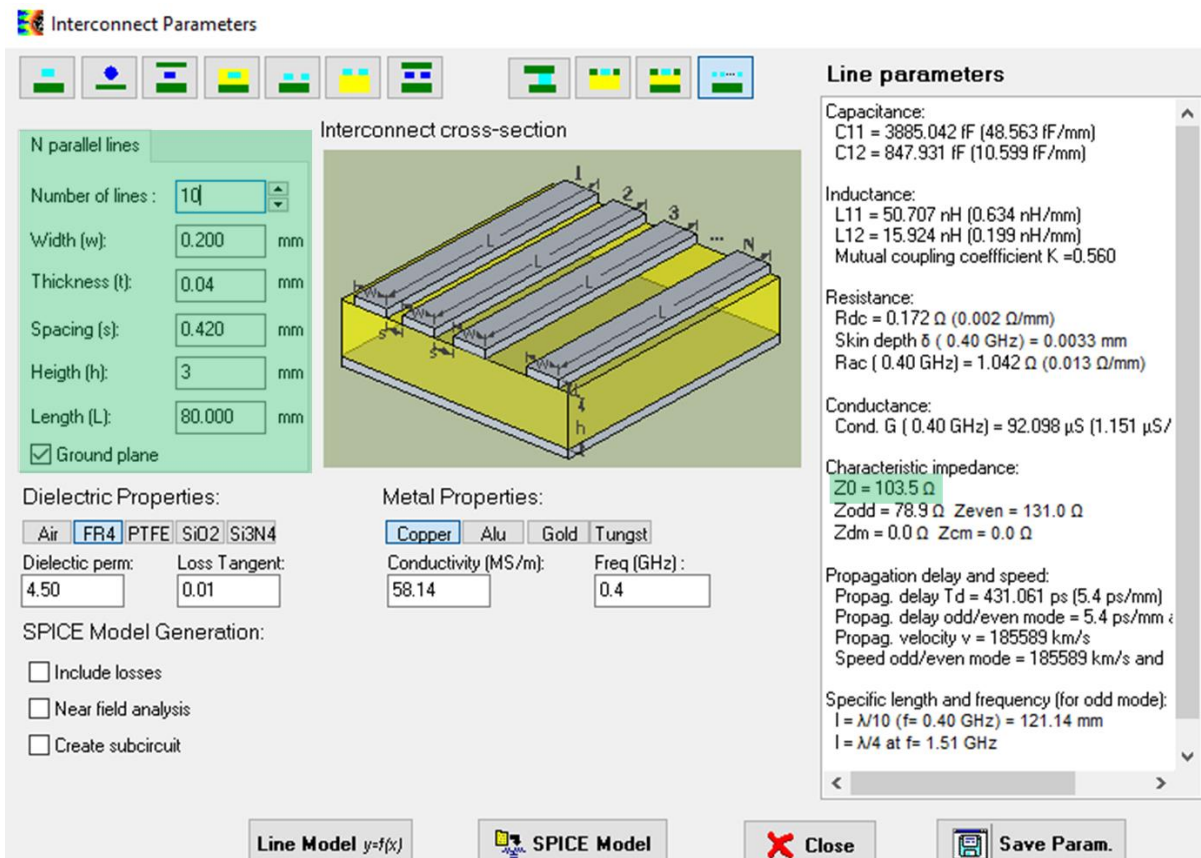 Interconnect Parameters
N parallel lines
Number of lines : 10
Width (w): 0.200 mm
Thickness (t): 0.04 mm
Spacing (s): 0.420 mm
Heigth (h): 3 mm
Length (L): 80.000 mm
Ground plane
Interconnect cross-section
1
2
3
...
N
L
L
L
L
w
w
w
w
s
s
t
h
Dielectric Properties:
Air FR4 PTFE SiO2 Si3N4
Dielectic perm: Loss Tangent:
4.50 0.01
Metal Properties:
Copper Alu Gold Tungst
Conductivity (MS/m): Freq (GHz) :
58.14 0.4
SPICE Model Generation:
Include losses
Near field analysis
Create subcircuit
Line parameters
Capacitance:
C11 = 3885.042 fF (48.563 fF/mm)
C12 = 847.931 fF (10.599 fF/mm)
Inductance:
L11 = 50.707 nH (0.634 nH/mm)
L12 = 15.924 nH (0.199 nH/mm)
Mutual coupling coeffficient K =0.560
Resistance:
Rdc = 0.172 Ω (0.002 Ω/mm)
Skin depth δ ( 0.40 GHz) = 0.0033 mm
Rac ( 0.40 GHz) = 1.042 Ω (0.013 Ω/mm)
Conductance:
Cond. G ( 0.40 GHz) = 92.098 µS (1.151 µS/
Characteristic impedance:
Z0 = 103.5 Ω
Zodd = 78.9 Ω Zeven = 131.0 Ω
Zdm = 0.0 Ω Zcm = 0.0 Ω
Propagation delay and speed:
Propag. delay Td = 431.061 ps (5.4 ps/mm)
Propag. delay odd/even mode = 5.4 ps/mm
Propag. velocity v = 185589 km/s
Speed odd/even mode = 185589 km/s and
Specific length and frequency (for odd mode):
l = λ/10 (f= 0.40 GHz) = 121.14 mm
l = λ/4 at f= 1.51 GHz
Line Model y=f(x) SPICE Model Close Save Param.